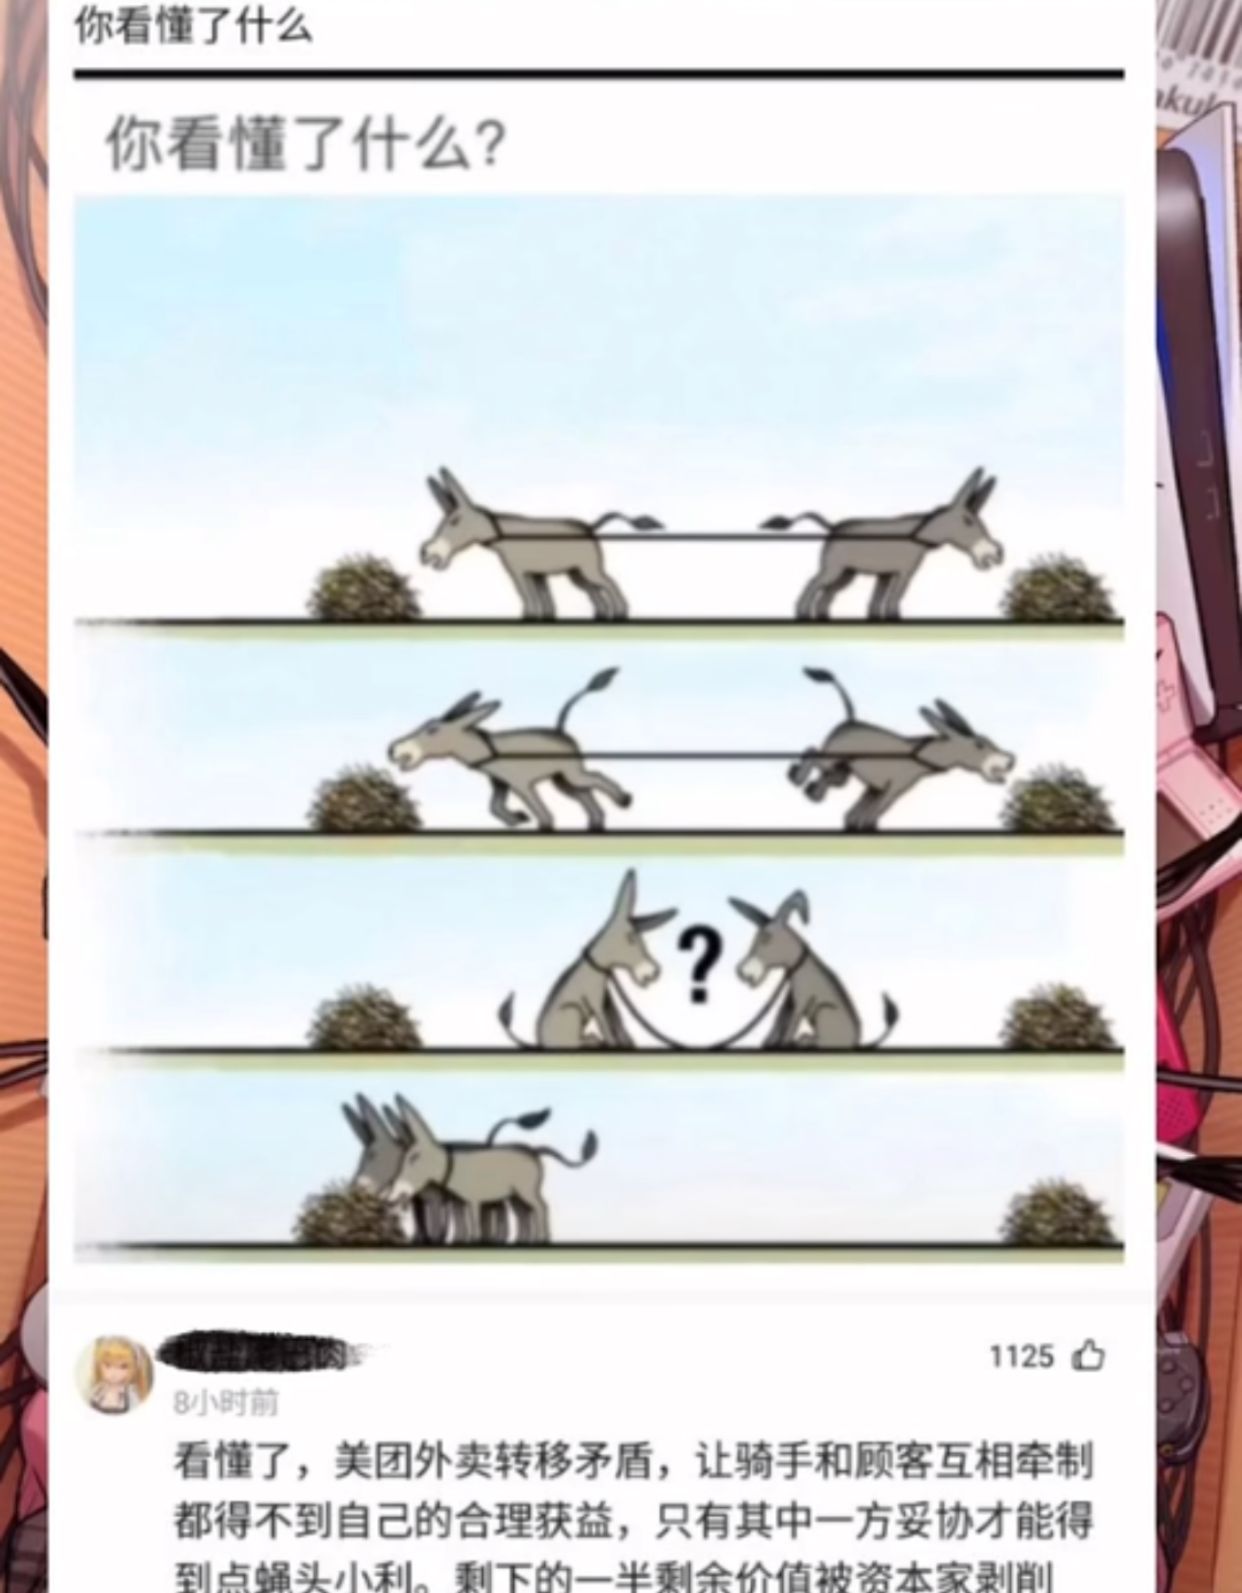 你看懂了什么
你看懂了什么?
?
1125
8小时前
看懂了，美团外卖转移矛盾，让骑手和顾客互相牵制
都得不到自己的合理获益，只有其中一方妥协才能得
到点蝇头小利。剩下的一半剩余价值被资本家剥削